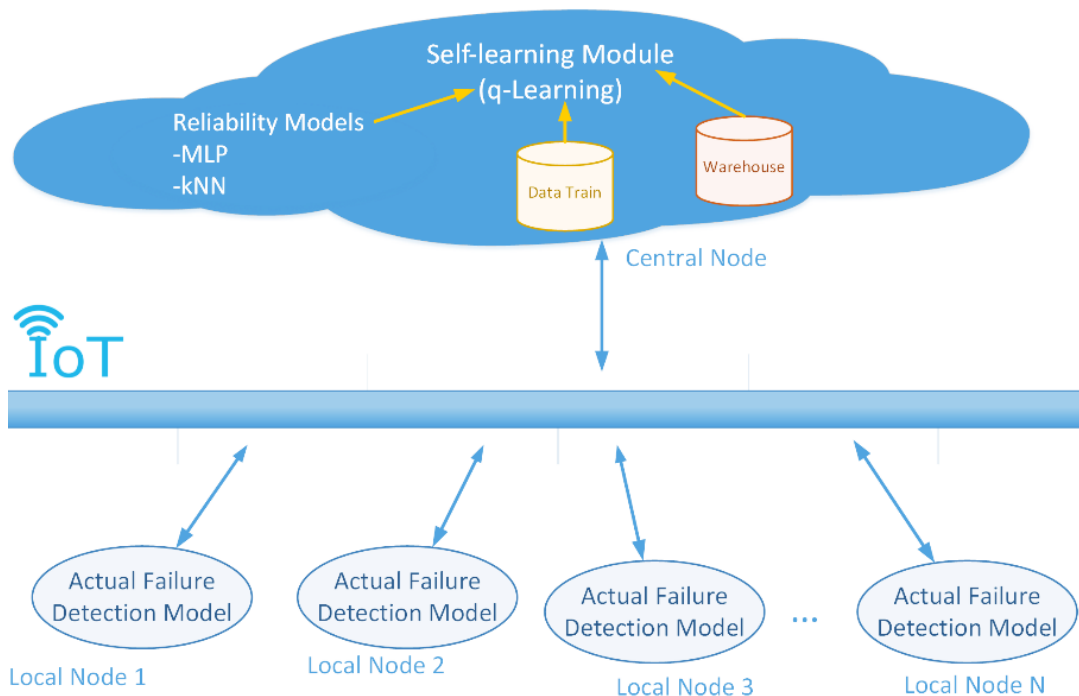 Self-learning Module
(q-Learning)
Reliability Models
-MLP
-kNN
Data Train
Warehouse
Central Node
IoT
Actual Failure
Detection Model
Local Node 1
Actual Failure
Detection Model
Local Node 2
Actual Failure
Detection Model
Local Node 3
...
Actual Failure
Detection Model
Local Node N